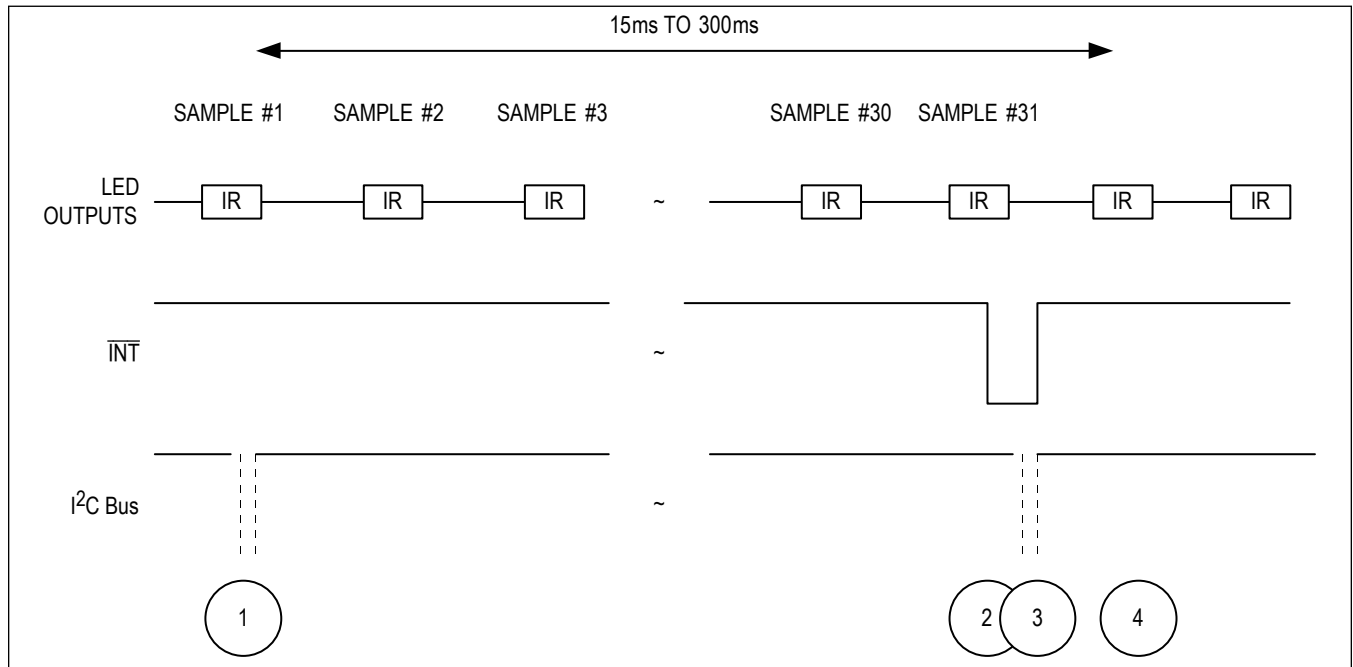 15ms TO 300ms
SAMPLE #1 SAMPLE #2 SAMPLE #3 SAMPLE #30 SAMPLE #31
LED
OUTPUTS
IR IR IR ~ IR IR IR IR
INT ~
I2C Bus ~
1 2 3 4